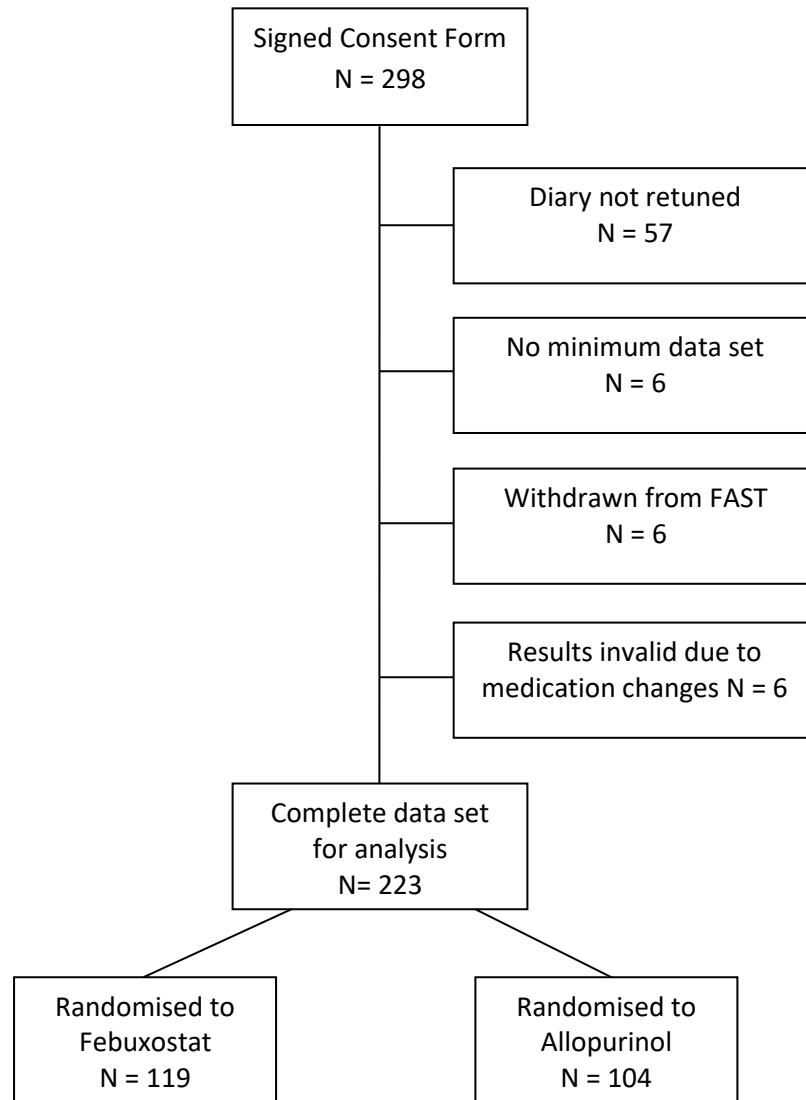 Signed Consent Form
N = 298
Diary not retuned
N = 57
No minimum data set
N = 6
Withdrawn from FAST
N = 6
Results invalid due to
medication changes N = 6
Complete data set
for analysis
N= 223
Randomised to
Febuxostat
N = 119
Randomised to
Allopurinol
N = 104